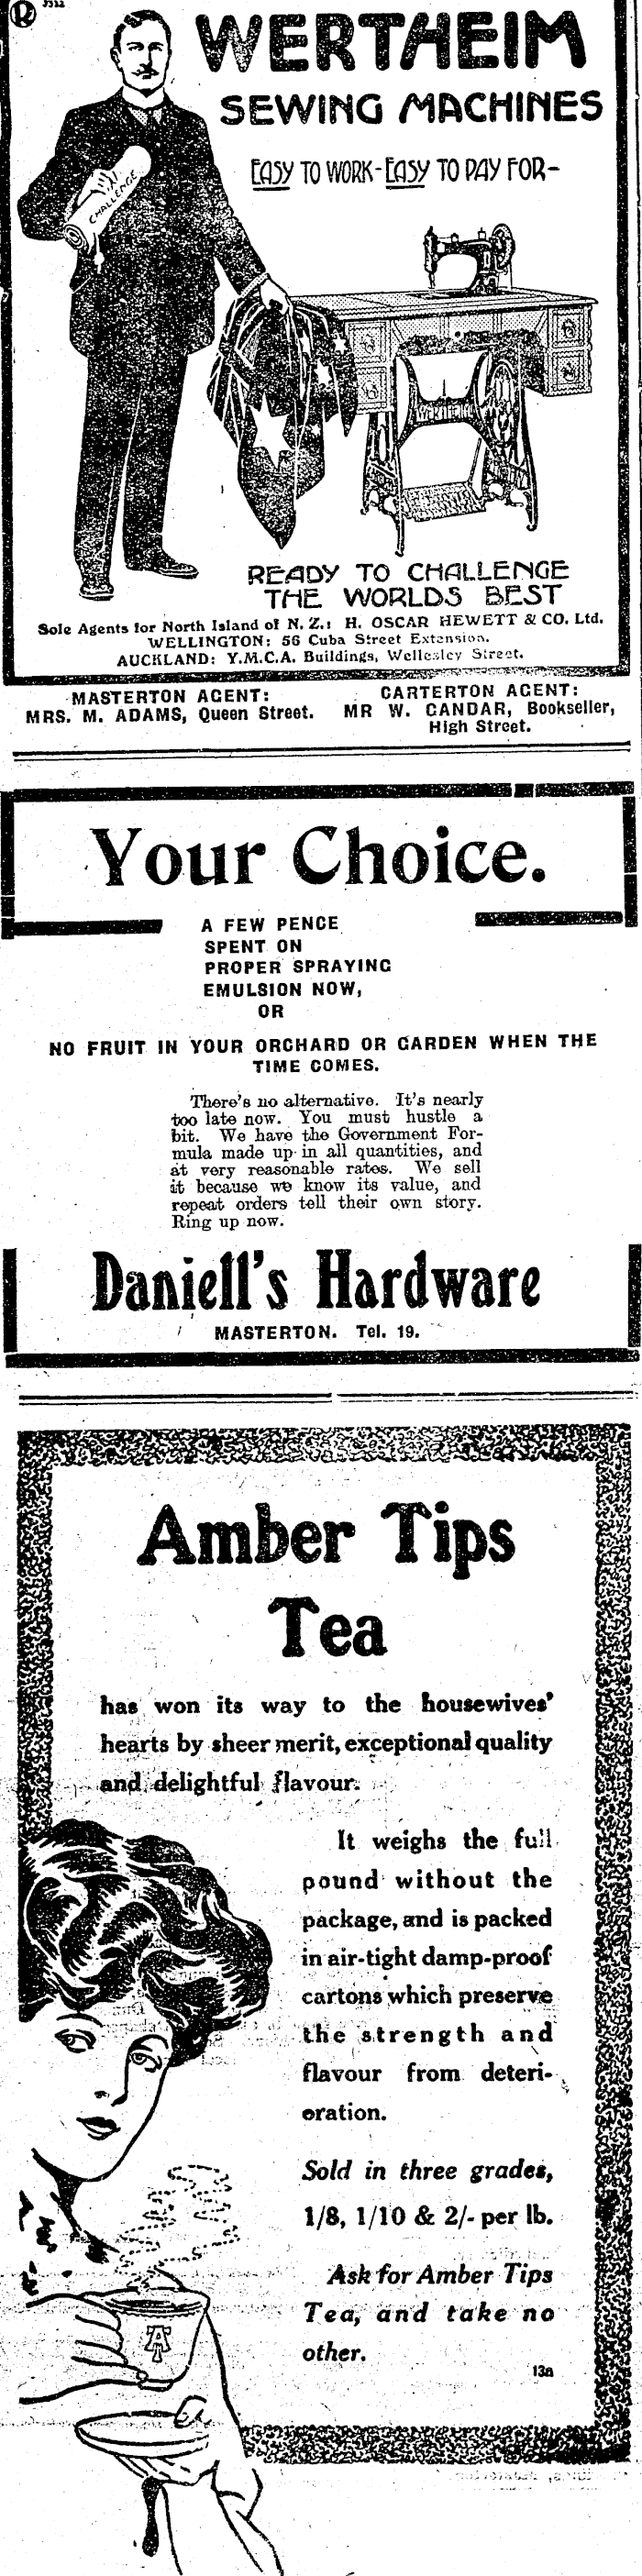 R
3522
WERTHEIM
SEWING MACHINES
EASY TO WORK - EASY TO PAY FOR -
CHALLENGE
WERTHEIM
READY TO CHALLENGE
THE WORLDS BEST
Sole Agents for North Island of N. Z.: H. OSCAR HEWETT & CO. Ltd.
WELLINGTON: 56 Cuba Street Extension.
AUCKLAND: Y.M.C.A. Buildings, Wellesley Street.
MASTERTON AGENT:
MRS. M. ADAMS, Queen Street.
CARTERTON AGENT:
MR W. CANDAR, Bookseller,
High Street.
Your Choice.
A FEW PENCE
SPENT ON
PROPER SPRAYING
EMULSION NOW,
OR
NO FRUIT IN YOUR ORCHARD OR GARDEN WHEN THE
TIME COMES.
There's no alternative. It's nearly
too late now. You must hustle a
bit. We have the Government For-
mula made up in all quantities, and
at very reasonable rates. We sell
it because we know its value, and
repeat orders tell their own story.
Ring up now.
Daniell's Hardware
MASTERTON. Tel. 19.
Amber Tips
Tea
has won its way to the housewives'
hearts by sheer merit, exceptional quality
and delightful flavour.
It weighs the full
pound without the
package, and is packed
in air-tight damp-proof
cartons which preserve
the strength and
flavour from deteri-
oration.
Sold in three grades,
1/8, 1/10 & 2/- per lb.
Ask for Amber Tips
Tea, and take no
other.
13a
AT